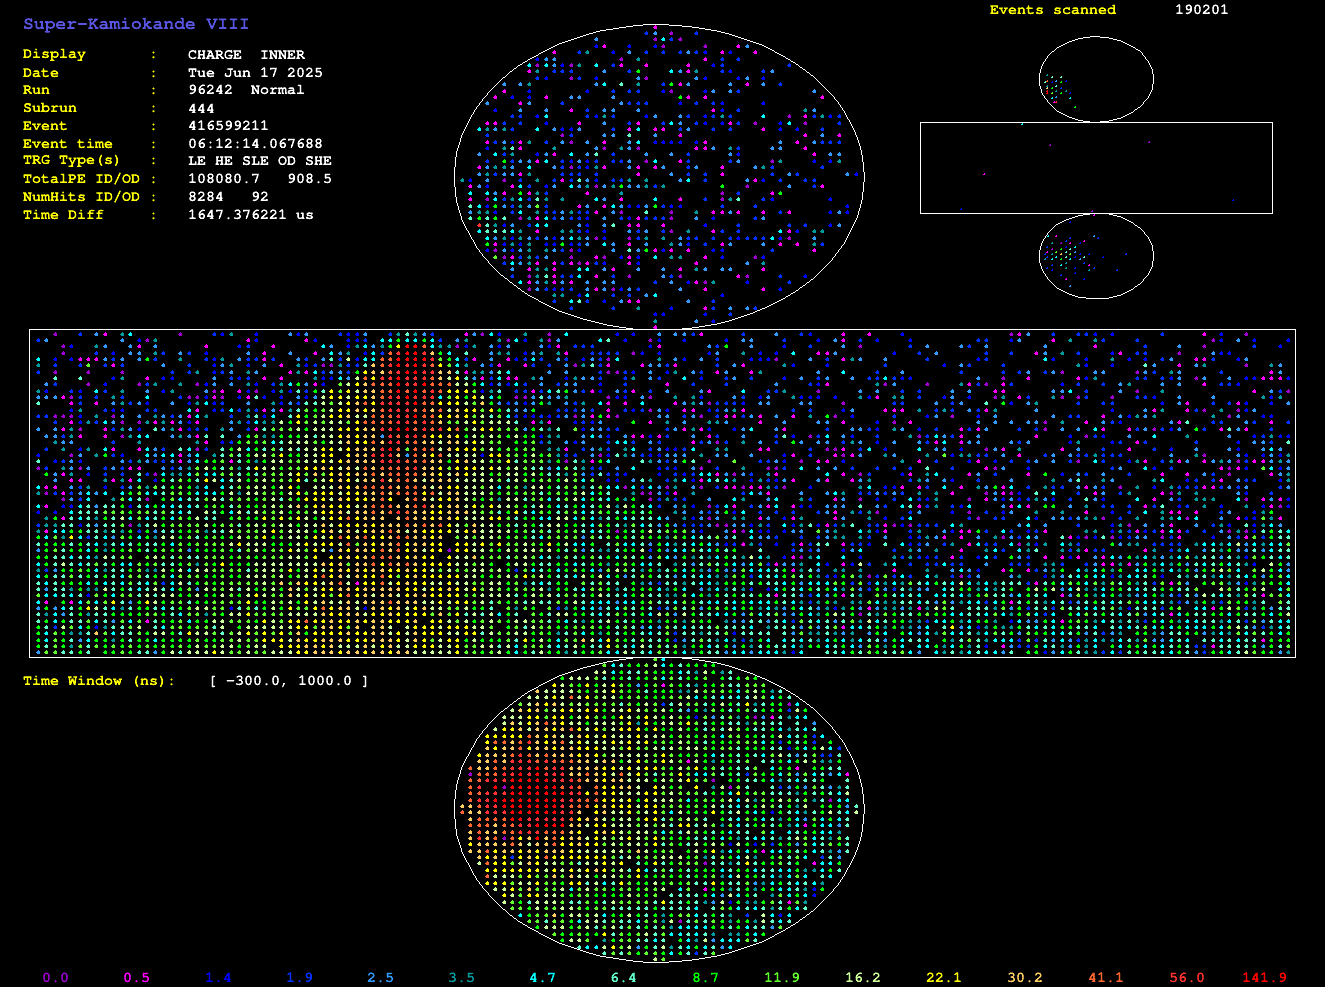 Super-Kamiokande VIII
Events scanned 190201
Display : CHARGE INNER
Date : Tue Jun 17 2025
Run : 96242 Normal
Subrun : 444
Event : 416599211
Event time : 06:12:14.067688
TRG Type(s) : LE HE SLE OD SHE
TotalPE ID/OD : 108080.7 908.5
NumHits ID/OD : 8284 92
Time Diff : 1647.376221 us
Time Window (ns): [ -300.0, 1000.0 ]
0.0 0.5 1.4 1.9 2.5 3.5 4.7 6.4 8.7 11.9 16.2 22.1 30.2 41.1 56.0 141.9